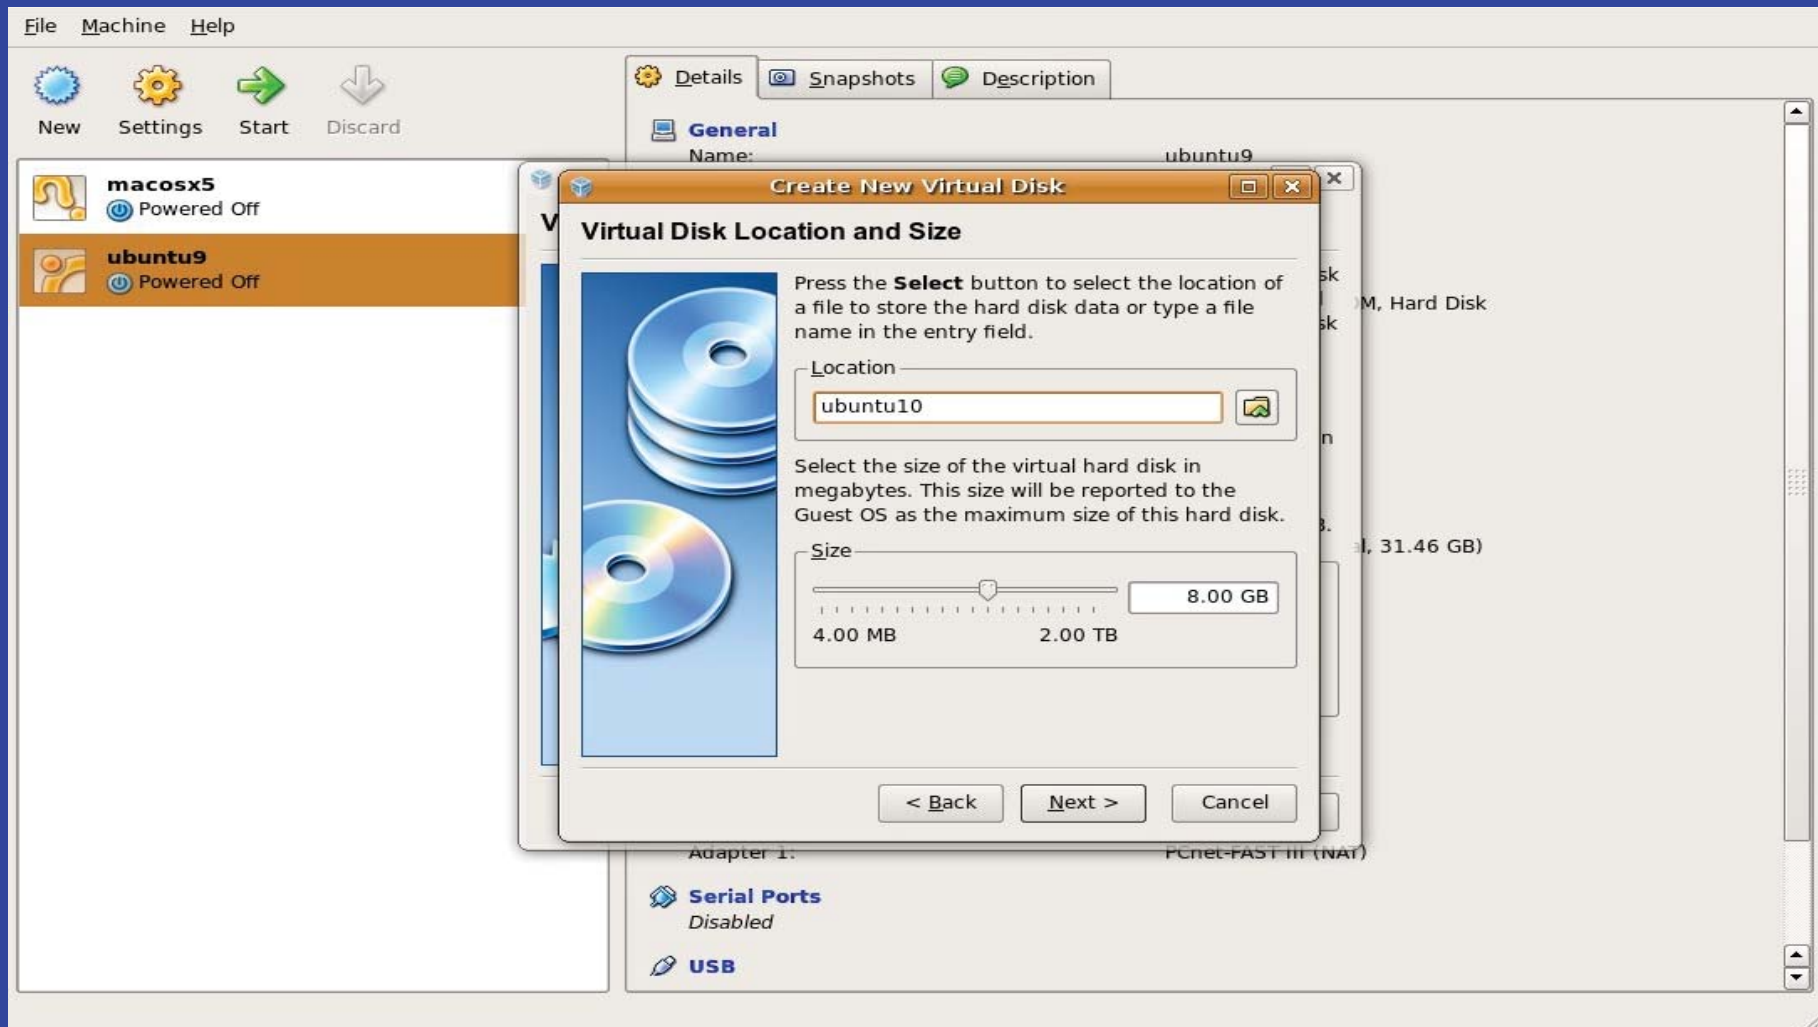 File Machine Help
New Settings Start Discard
macosx5
Powered Off
ubuntu9
Powered Off
Details Snapshots Description
General
Name: ubuntu9
Create New Virtual Disk
Virtual Disk Location and Size
Press the Select button to select the location of
a file to store the hard disk data or type a file
name in the entry field.
Location
ubuntu10
Select the size of the virtual hard disk in
megabytes. This size will be reported to the
Guest OS as the maximum size of this hard disk.
Size
8.00 GB
4.00 MB 2.00 TB
< Back Next > Cancel
Hard Disk
31.46 GB)
Adapter 1: PCnet-FAST III (NAT)
Serial Ports
Disabled
USB